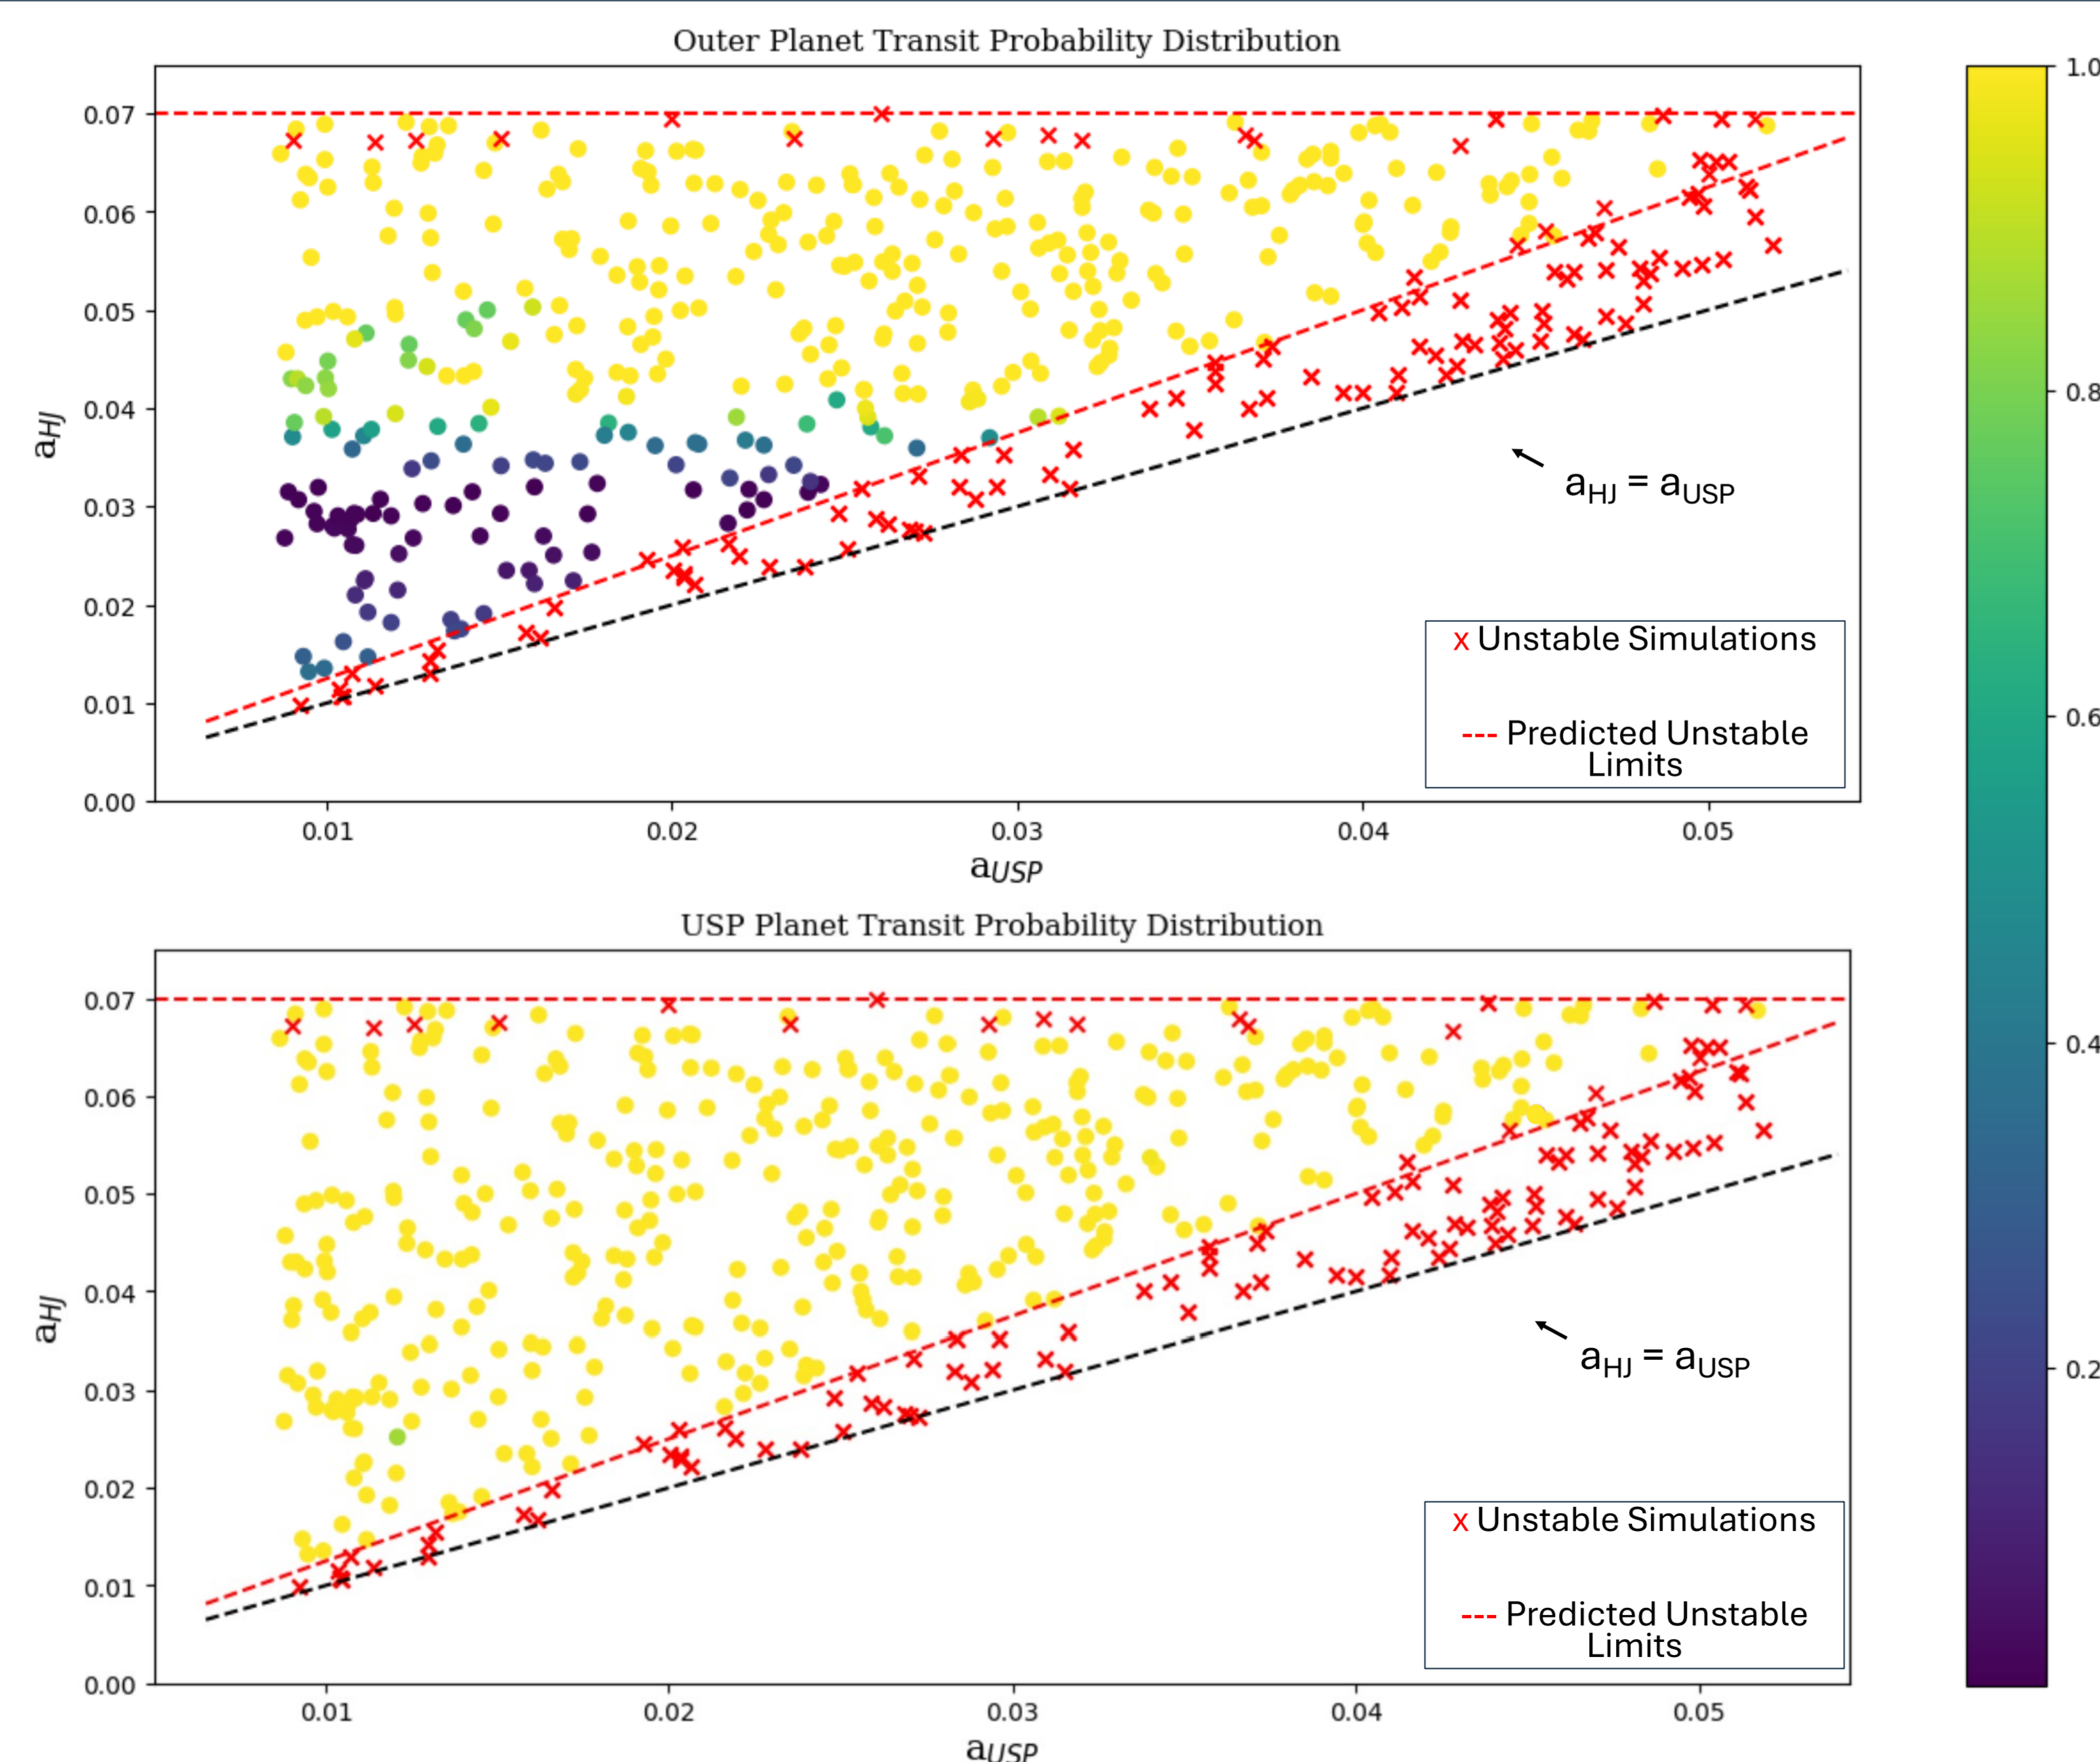 Outer Planet Transit Probability Distribution
0.07
0.06
0.05
0.04
0.03
0.02
0.01
0.00
a_HJ
a_HJ = a_USP
x Unstable Simulations
--- Predicted Unstable
Limits
0.01 0.02 0.03 0.04 0.05
a_USP
USP Planet Transit Probability Distribution
0.07
0.06
0.05
0.04
0.03
0.02
0.01
0.00
a_HJ
a_HJ = a_USP
x Unstable Simulations
--- Predicted Unstable
Limits
0.01 0.02 0.03 0.04 0.05
a_USP
1.0
0.8
0.6
0.4
0.2